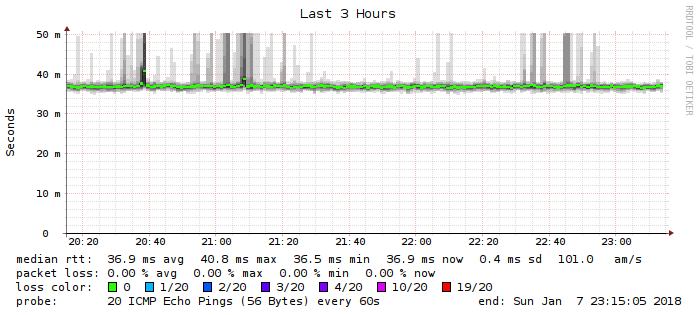 Last 3 Hours
RRDTOOL / TOBI OETIKER
Seconds
50 m
40 m
30 m
20 m
10 m
0
20:20 20:40 21:00 21:20 21:40 22:00 22:20 22:40 23:00
median rtt: 36.9 ms avg 40.8 ms max 36.5 ms min 36.9 ms now 0.4 ms sd 101.0 am/s
packet loss: 0.00 % avg 0.00 % max 0.00 % min 0.00 % now
loss color: 0 1/20 2/20 3/20 4/20 10/20 19/20
probe: 20 ICMP Echo Pings (56 Bytes) every 60s end: Sun Jan 7 23:15:05 2018